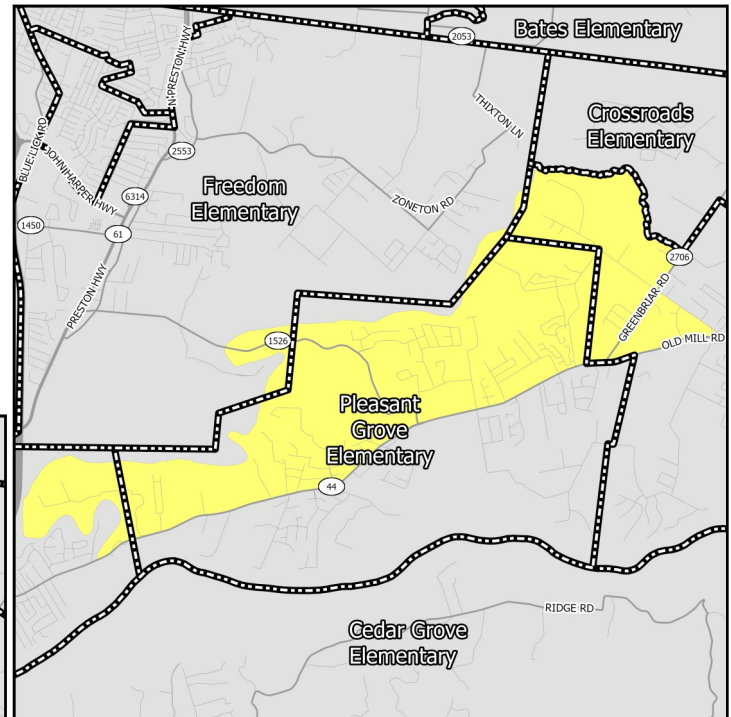 2053
Bates Elementary
N PRESTON HWY
THIXTON LN
Crossroads
Elementary
BLUE LICK RD
JOHN HARPER HWY
2553
Freedom
Elementary
6314
ZONETON RD
1450
61
2706
PRESTON HWY
GREENBRIAR RD
1526
OLD MILL RD
Pleasant
Grove
Elementary
44
RIDGE RD
Cedar Grove
Elementary